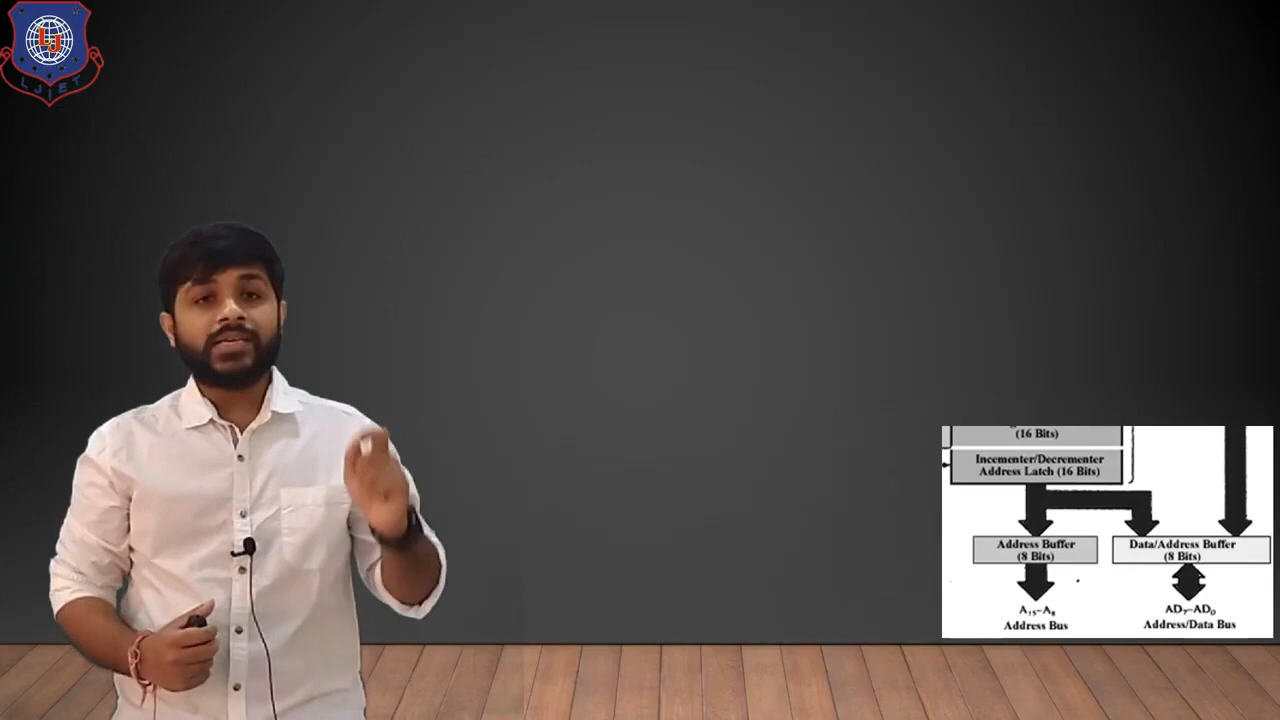 LJ
LJIET
(16 Bits)
Incementer/Decrementer
Address Latch (16 Bits)
Address Buffer
(8 Bits)
Data/Address Buffer
(8 Bits)
A₁₅-A₈
Address Bus
AD₇-AD₀
Address/Data Bus